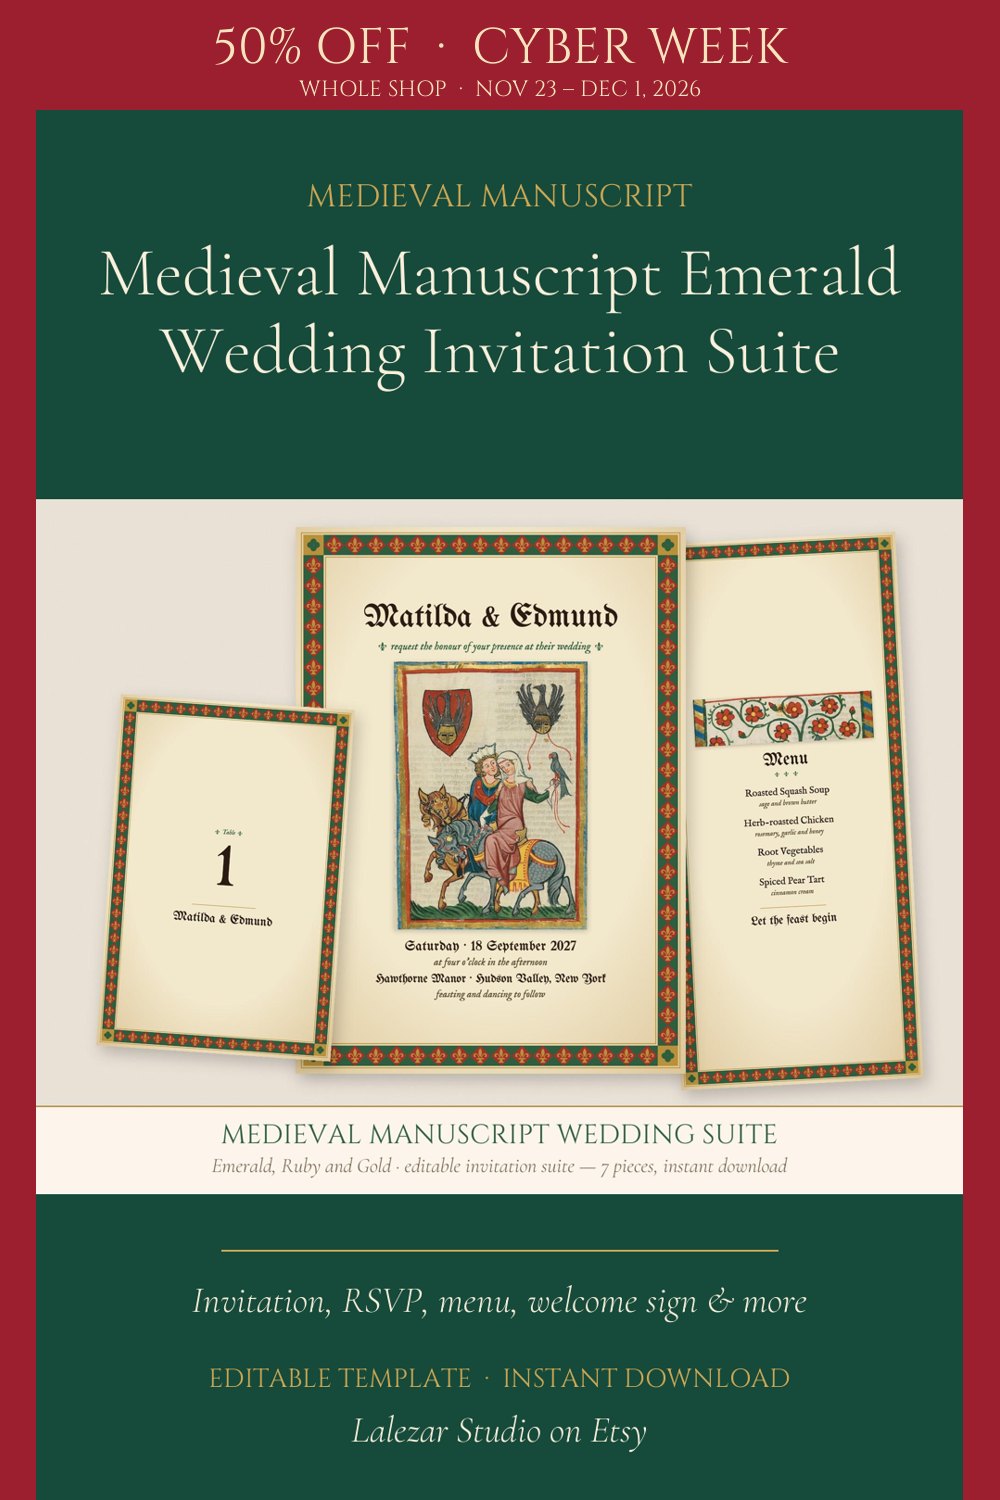 50% OFF · CYBER WEEK
WHOLE SHOP · NOV 23 – DEC 1, 2026
MEDIEVAL MANUSCRIPT
Medieval Manuscript Emerald
Wedding Invitation Suite
Matilda & Edmund
request the honour of your presence at their wedding
Saturday · 18 September 2027
at four o'clock in the afternoon
Hawthorne Manor · Hudson Valley, New York
feasting and dancing to follow
Table
1
Matilda & Edmund
Menu
Roasted Squash Soup
sage and brown butter
Herb-roasted Chicken
rosemary, garlic and honey
Root Vegetables
thyme and sea salt
Spiced Pear Tart
cinnamon cream
Let the feast begin
MEDIEVAL MANUSCRIPT WEDDING SUITE
Emerald, Ruby and Gold · editable invitation suite — 7 pieces, instant download
Invitation, RSVP, menu, welcome sign & more
EDITABLE TEMPLATE · INSTANT DOWNLOAD
Lalezar Studio on Etsy